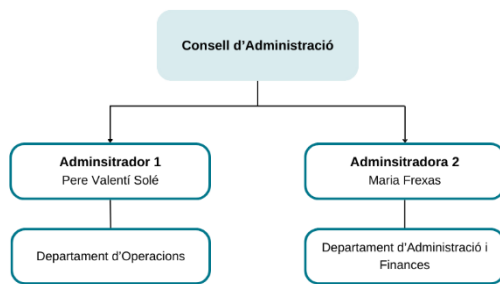 Consell d'Administració
Adminsitrador 1
Pere Valentí Solé
Adminsitradora 2
Maria Frexas
Departament d'Operacions
Departament d'Administració i
Finances